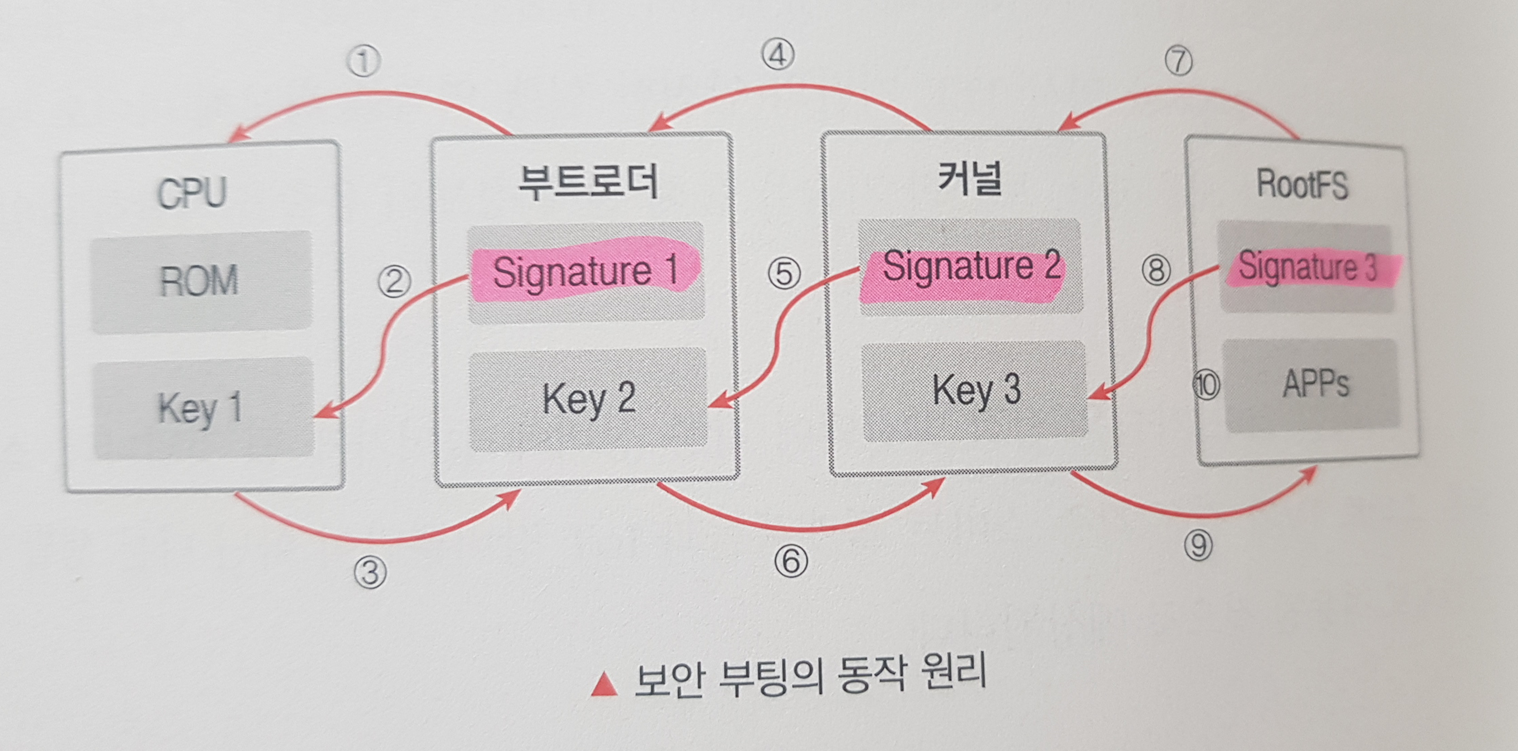 ① ④ ⑦
CPU 부트로더 커널 RootFS
ROM ② Signature 1 ⑤ Signature 2 ⑧ Signature 3
Key 1 Key 2 Key 3 ⑩ APPs
③ ⑥ ⑨
▲ 보안 부팅의 동작 원리